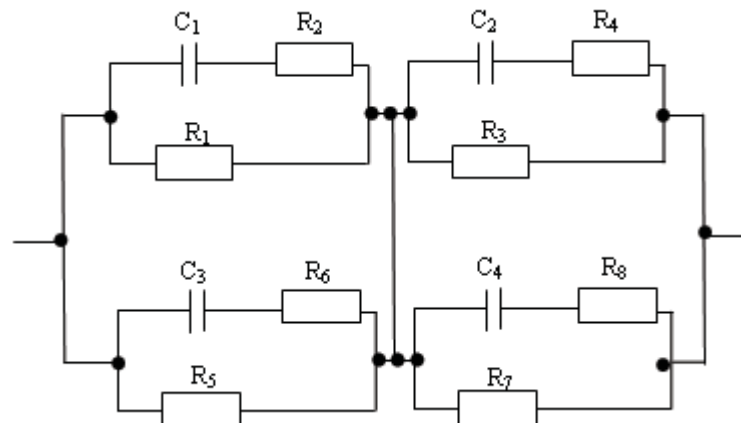 C₁ R₂ C₂ R₄
R₁ R₃
C₃ R₆ C₄ R₈
R₅ R₇